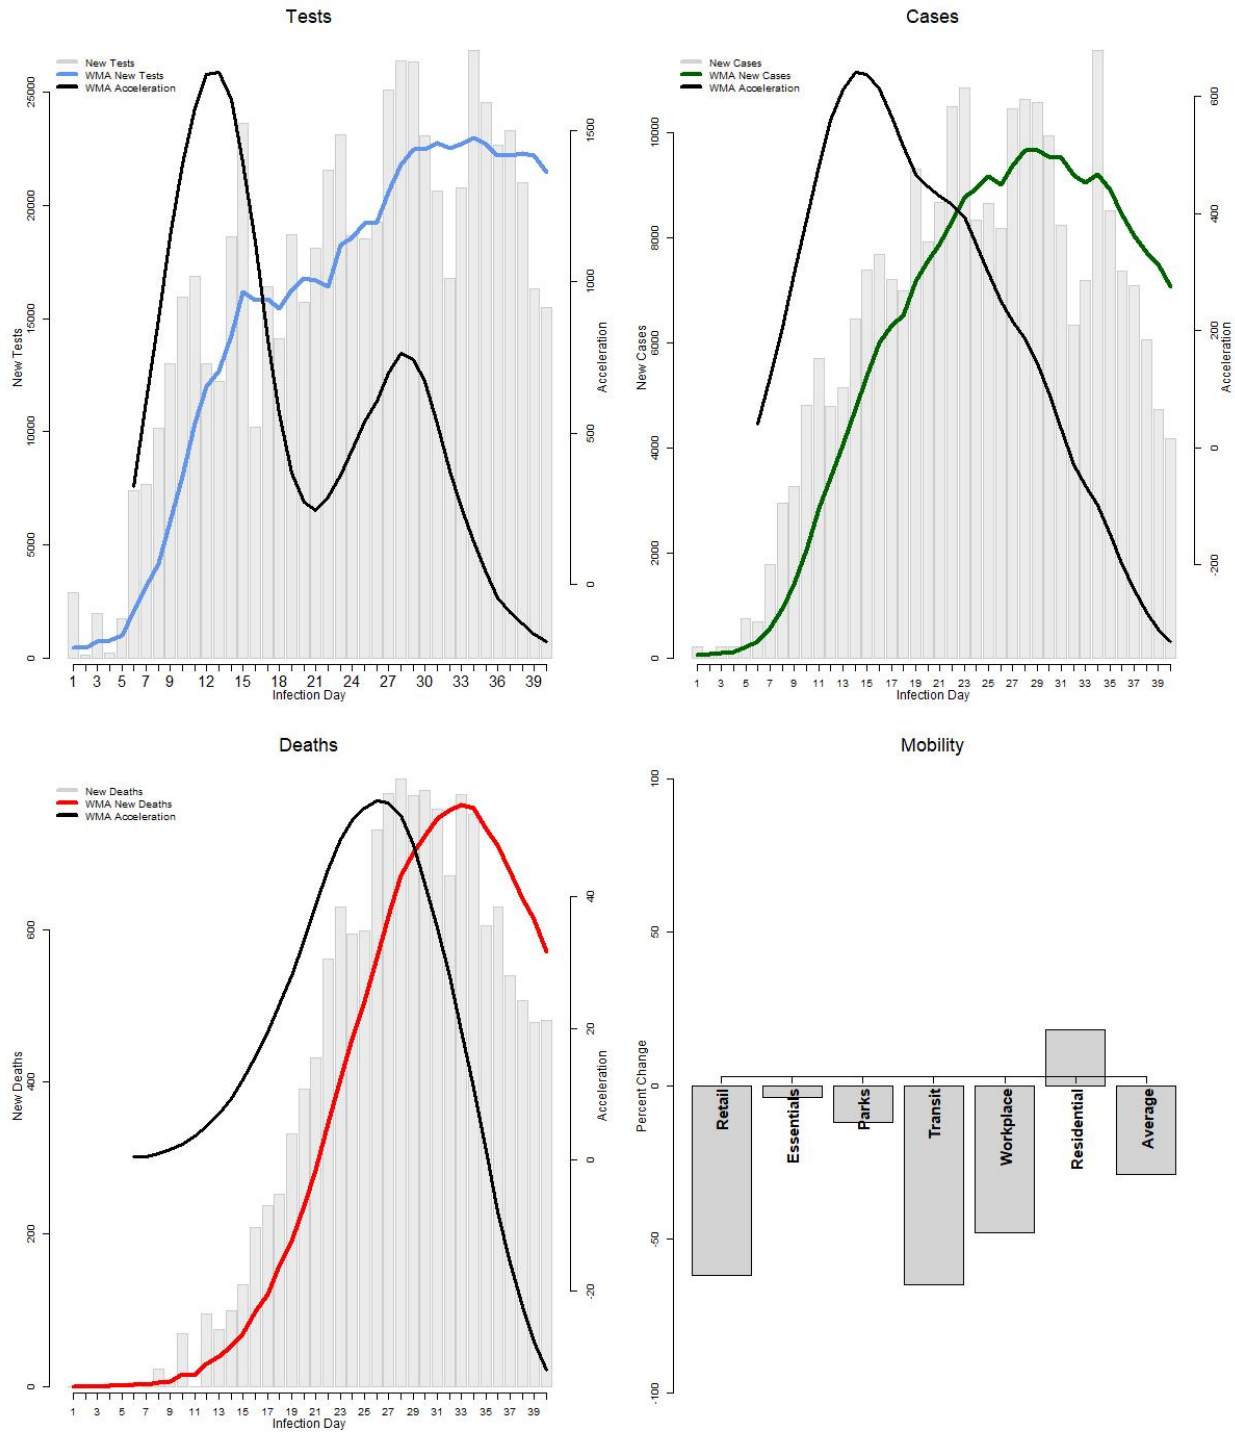 Tests
New Tests
WMA New Tests
WMA Acceleration
New Tests
0
5000
10000
15000
20000
25000
Acceleration
0
500
1000
1500
1 3 5 7 9 12 15 18 21 24 27 30 33 36 39
Infection Day
Cases
New Cases
WMA New Cases
WMA Acceleration
New Cases
0
2000
4000
6000
8000
10000
Acceleration
-200
0
200
400
600
1 3 5 7 9 11 13 15 17 19 21 23 25 27 29 31 33 35 37 39
Infection Day
Deaths
New Deaths
WMA New Deaths
WMA Acceleration
New Deaths
0
200
400
600
Acceleration
-20
0
20
40
1 3 5 7 9 11 13 15 17 19 21 23 25 27 29 31 33 35 37 39
Infection Day
Mobility
Percent Change
-100
-50
0
50
100
Retail
Essentials
Parks
Transit
Workplace
Residential
Average